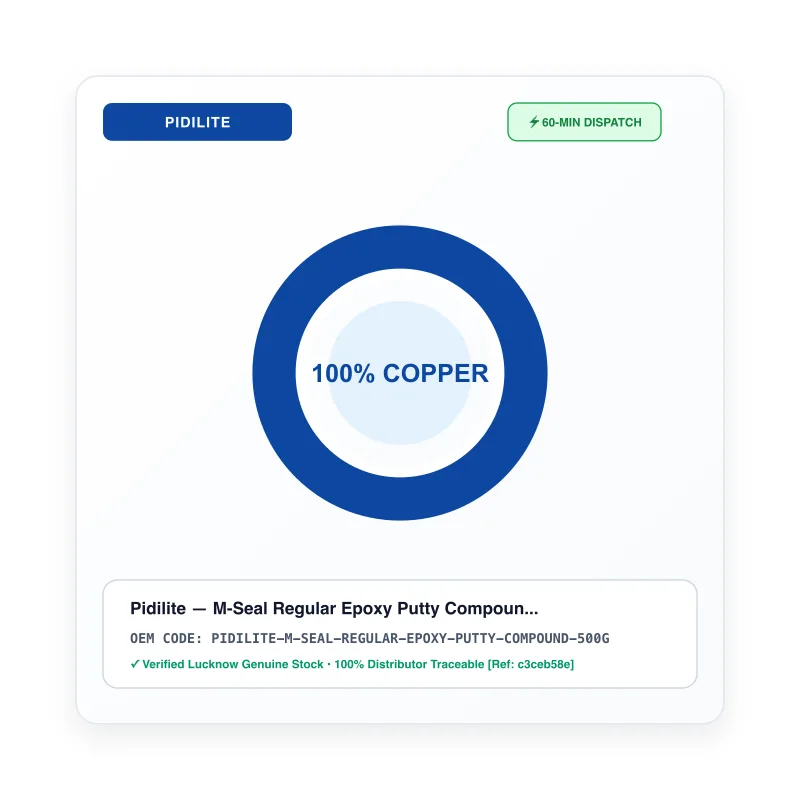 PIDILITE
⚡ 60-MIN DISPATCH
100% COPPER
Pidilite — M-Seal Regular Epoxy Putty Compoun...
OEM CODE: PIDILITE-M-SEAL-REGULAR-EPOXY-PUTTY-COMPOUND-500G
✓ Verified Lucknow Genuine Stock · 100% Distributor Traceable [Ref: c3ceb58e]